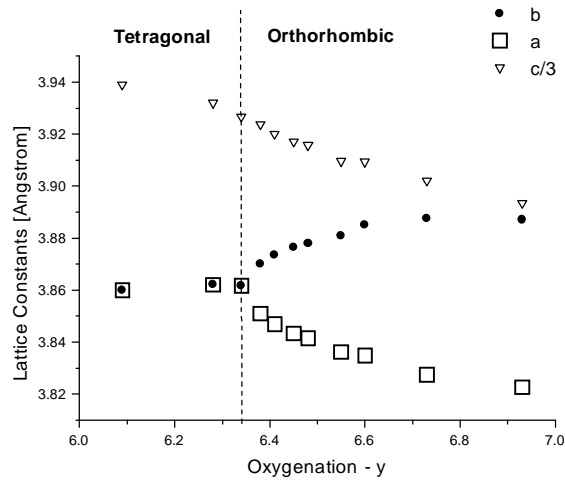 Tetragonal
Orthorhombic
b
a
c/3
Lattice Constants [Angstrom]
3.94
3.92
3.90
3.88
3.86
3.84
3.82
6.0 6.2 6.4 6.6 6.8 7.0
Oxygenation - y